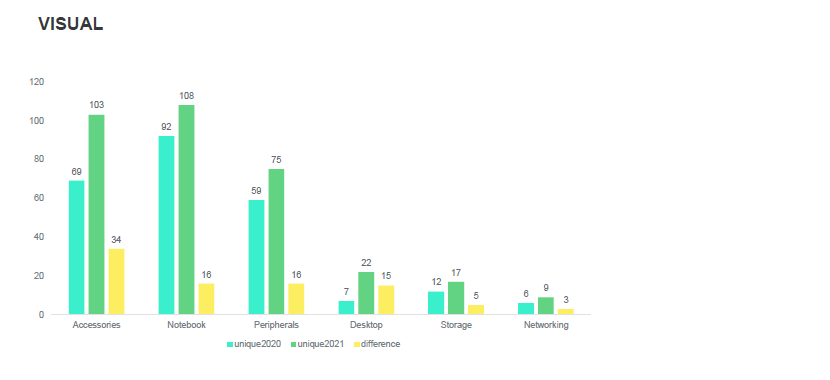 VISUAL
120
100
80
60
40
20
0
69 103 34
92 108 16
59 75 16
7 22 15
12 17 5
6 9 3
Accessories Notebook Peripherals Desktop Storage Networking
unique2020 unique2021 difference